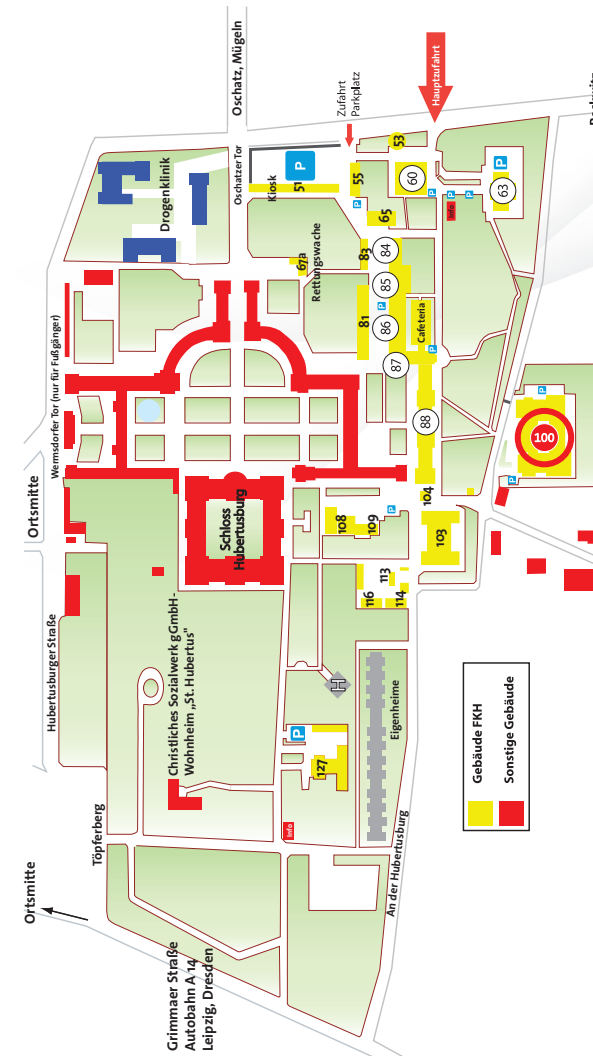 Ortsmitte
Grimmaer Straße
Autobahn A 14
Leipzig, Dresden
Töpferberg
Hubertusburger Straße
Ortsmitte
Wermsdorfer Tor (nur für Fußgänger)
Christliches Sozialwerk gGmbH-
Wohnheim „St. Hubertus"
Schloss
Hubertusburg
Drogenklinik
Oschatz, Mügeln
Oschatzer Tor
Kiosk
51
P
Zufahrt
Parkplatz
Hauptzufahrt
53
55
P
60
P
65
67a
Rettungswache
83
84
85
P
81
86
87
Cafeteria
P
88
Info
P
P
P
63
100
P
P
104
103
108
109
P
113
116
114
H
P
127
Info
Eigenheime
An der Hubertusburg
Gebäude FKH
Sonstige Gebäude